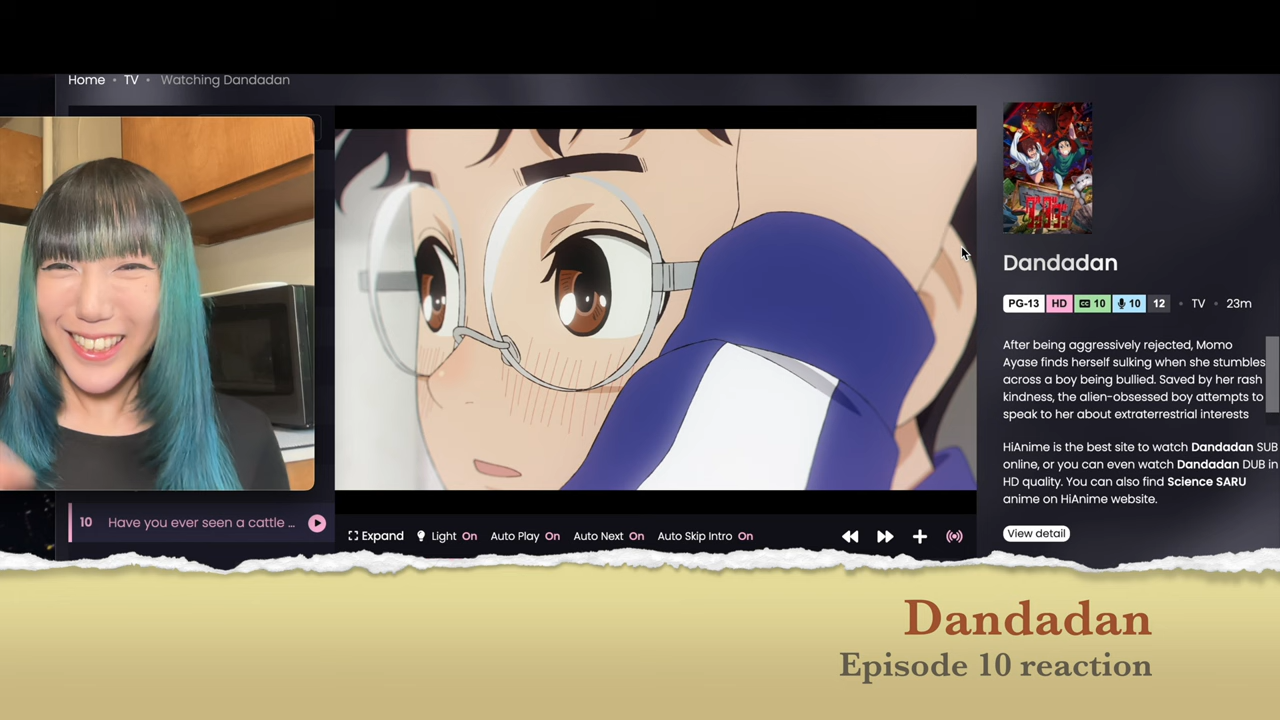 Home • TV • Watching Dandadan
Dandadan
PG-13 HD CC 10 10 12 • TV • 23m
After being aggressively rejected, Momo
Ayase finds herself sulking when she stumbles
across a boy being bullied. Saved by her rash
kindness, the alien-obsessed boy attempts to
speak to her about extraterrestrial interests
HiAnime is the best site to watch Dandadan SUB
online, or you can even watch Dandadan DUB in
HD quality. You can also find Science SARU
anime on HiAnime website.
View detail
10 Have you ever seen a cattle ...
Expand Light On Auto Play On Auto Next On Auto Skip Intro On
Dandadan
Episode 10 reaction